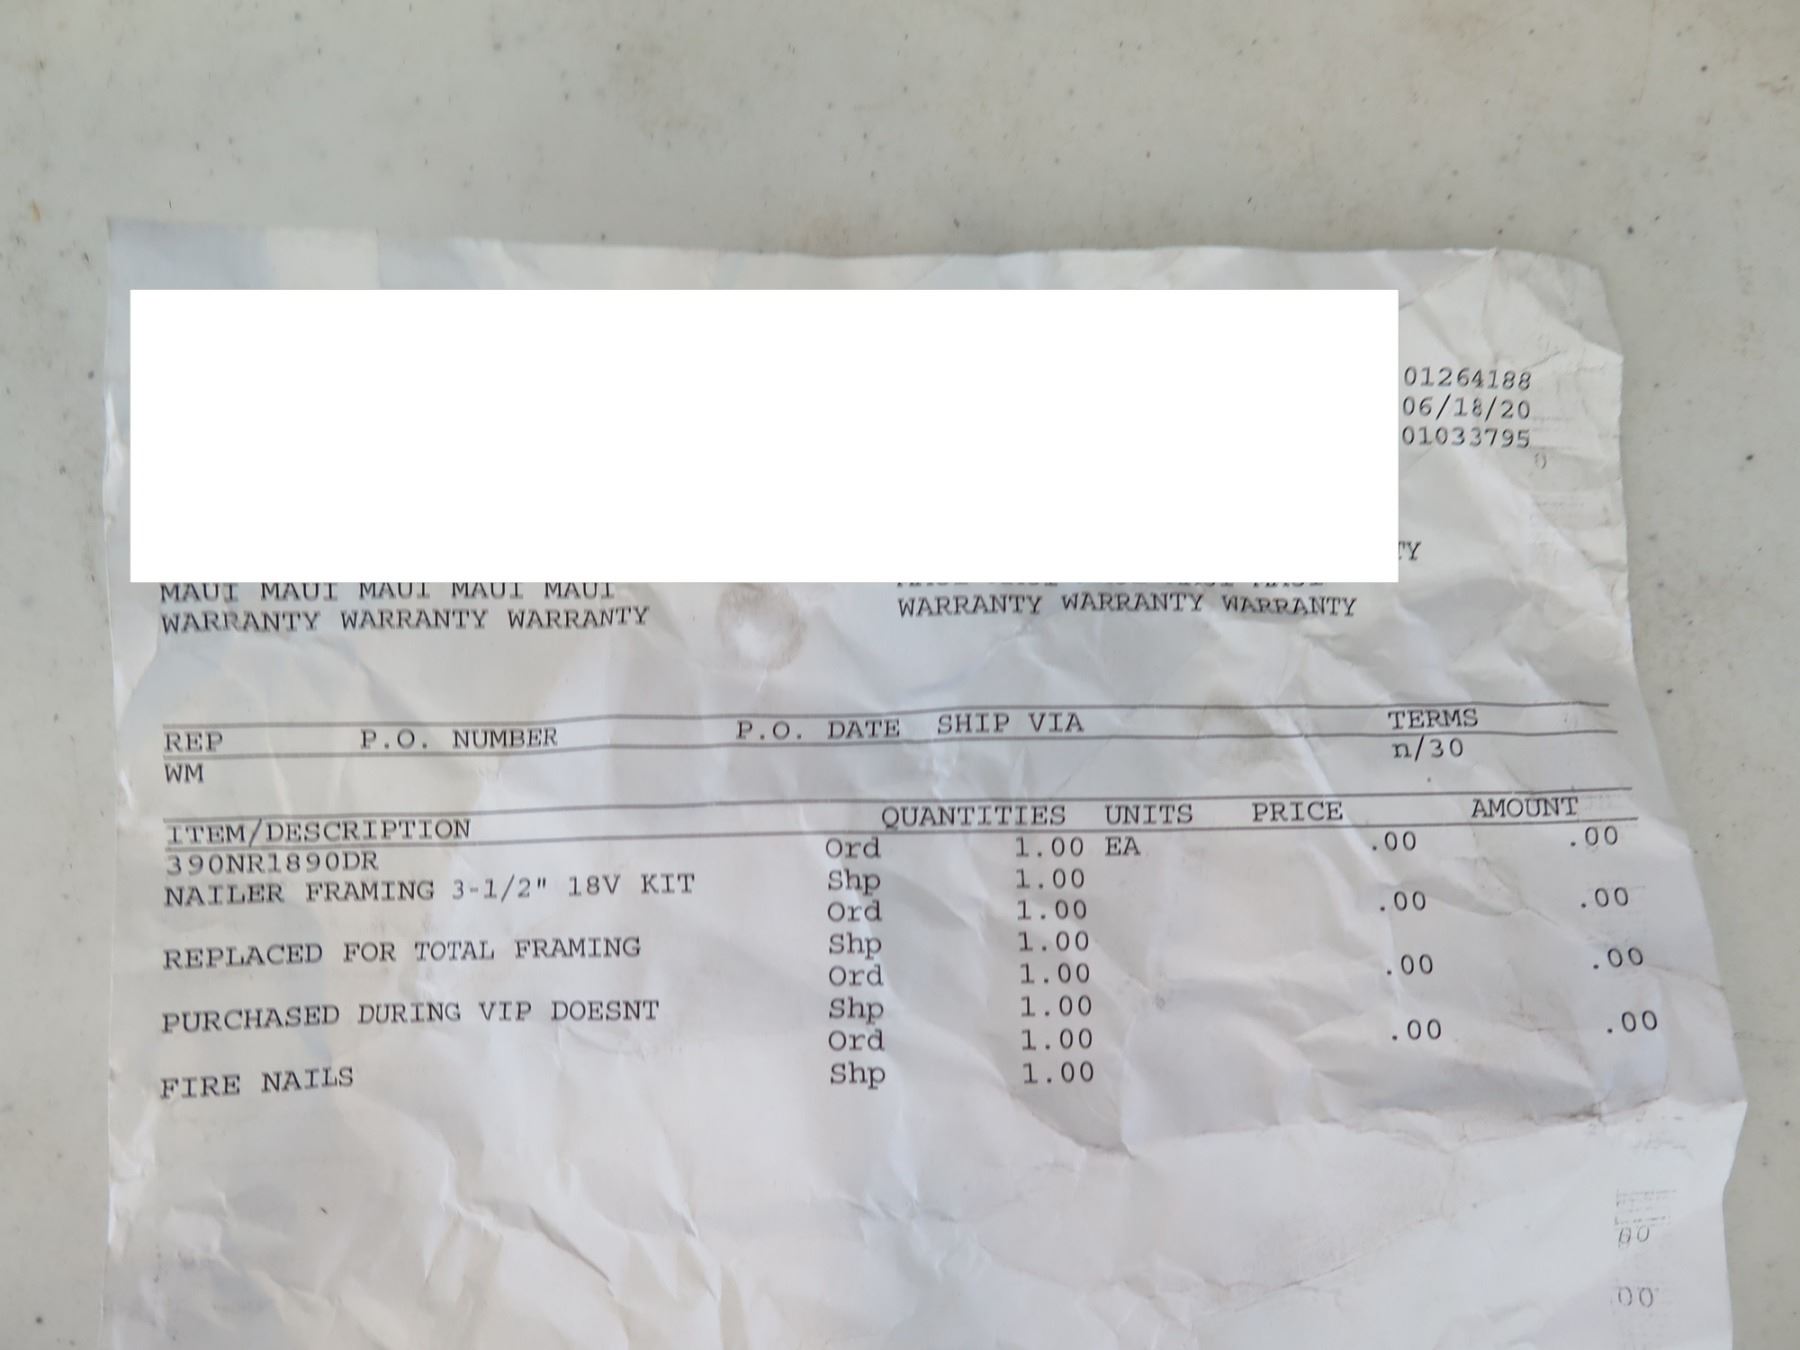 01264188
06/18/20
01033795
TY
MAUI MAUI MAUI MAUI MAUI
WARRANTY WARRANTY WARRANTY WARRANTY WARRANTY WARRANTY
REP P.O. NUMBER P.O. DATE SHIP VIA TERMS
WM n/30
ITEM/DESCRIPTION QUANTITIES UNITS PRICE AMOUNT
390NR1890DR Ord 1.00 EA .00 .00
NAILER FRAMING 3-1/2" 18V KIT Shp 1.00
Ord 1.00 .00 .00
REPLACED FOR TOTAL FRAMING Shp 1.00
Ord 1.00 .00 .00
PURCHASED DURING VIP DOESNT Shp 1.00
Ord 1.00 .00 .00
FIRE NAILS Shp 1.00
00
.00